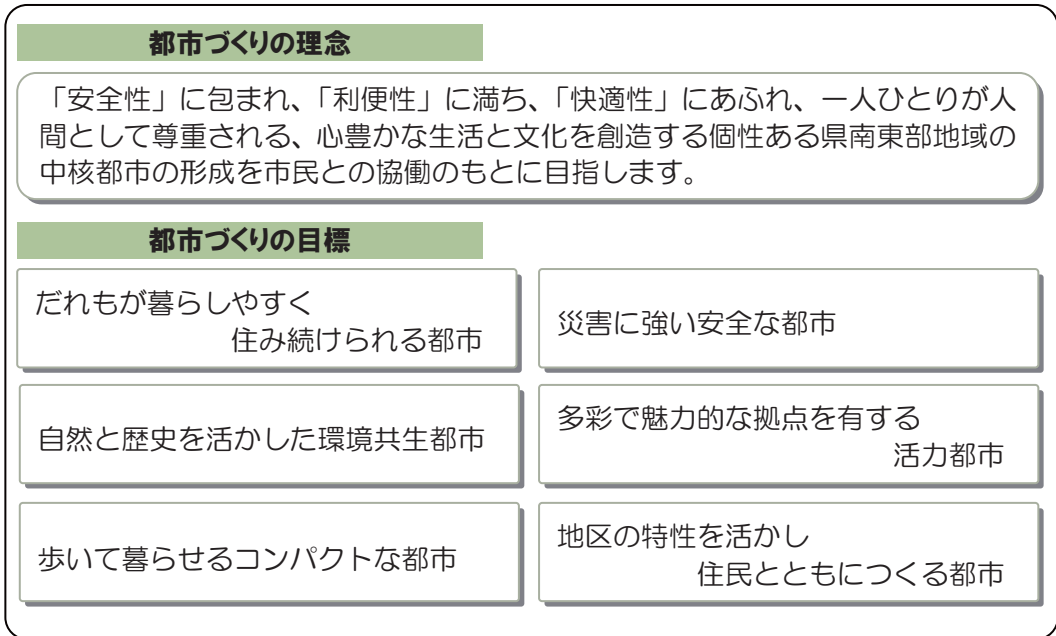 都市づくりの理念
「安全性」に包まれ、「利便性」に満ち、「快適性」にあふれ、一人ひとりが人
間として尊重される、心豊かな生活と文化を創造する個性ある県南東部地域の
中核都市の形成を市民との協働のもとに目指します。
都市づくりの目標
だれもが暮らしやすく
住み続けられる都市
災害に強い安全な都市
自然と歴史を活かした環境共生都市
多彩で魅力的な拠点を有する
活力都市
歩いて暮らせるコンパクトな都市
地区の特性を活かし
住民とともにつくる都市